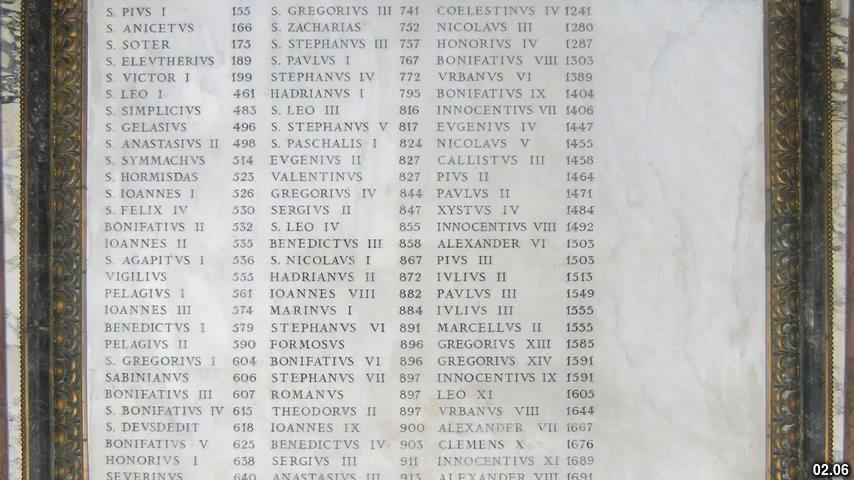 S. PIVS I 155 S. GREGORIVS III 741 COELESTINVS IV 1241
S. ANICETVS 166 S. ZACHARIAS 752 NICOLAVS III 1280
S. SOTER 175 S. STEPHANVS III 757 HONORIVS IV 1287
S. ELEVTHERIVS 189 S. PAVLVS I 767 BONIFATIVS VIII 1303
S. VICTOR I 199 STEPHANVS IV 772 VRBANVS VI 1389
S. LEO I 461 HADRIANVS I 795 BONIFATIVS IX 1404
S. SIMPLICIVS 483 S. LEO III 816 INNOCENTIVS VII 1406
S. GELASIVS 496 S. STEPHANVS V 817 EVGENIVS IV 1447
S. ANASTASIVS II 498 S. PASCHALIS I 824 NICOLAVS V 1455
S. SYMMACHVS 514 EVGENIVS II 827 CALLISTVS III 1458
S. HORMISDAS 523 VALENTINVS 827 PIVS II 1464
S. IOANNES I 526 GREGORIVS IV 844 PAVLVS II 1471
S. FELIX IV 530 SERGIVS II 847 XYSTVS IV 1484
BONIFATIVS II 532 S. LEO IV 855 INNOCENTIVS VIII 1492
IOANNES II 535 BENEDICTVS III 858 ALEXANDER VI 1503
S. AGAPITVS I 536 S. NICOLAVS I 867 PIVS III 1503
VIGILIVS 555 HADRIANVS II 872 IVLIVS II 1513
PELAGIVS I 561 IOANNES VIII 882 PAVLVS III 1549
IOANNES III 574 MARINVS I 884 IVLIVS III 1555
BENEDICTVS I 579 STEPHANVS VI 891 MARCELLVS II 1555
PELAGIVS II 590 FORMOSVS 896 GREGORIVS XIII 1585
S. GREGORIVS I 604 BONIFATIVS VI 896 GREGORIVS XIV 1591
SABINIANVS 606 STEPHANVS VII 897 INNOCENTIVS IX 1591
BONIFATIVS III 607 ROMANVS 897 LEO XI 1605
S. BONIFATIVS IV 615 THEODORVS II 897 VRBANVS VIII 1644
S. DEVSDEDIT 618 IOANNES IX 900 ALEXANDER VII 1667
BONIFATIVS V 625 BENEDICTVS IV 903 CLEMENS X 1676
HONORIVS I 638 SERGIVS III 911 INNOCENTIVS XI 1689
SEVERINVS 640 ANASTASIVS III 913 ALEXANDER VIII 1691
02.06